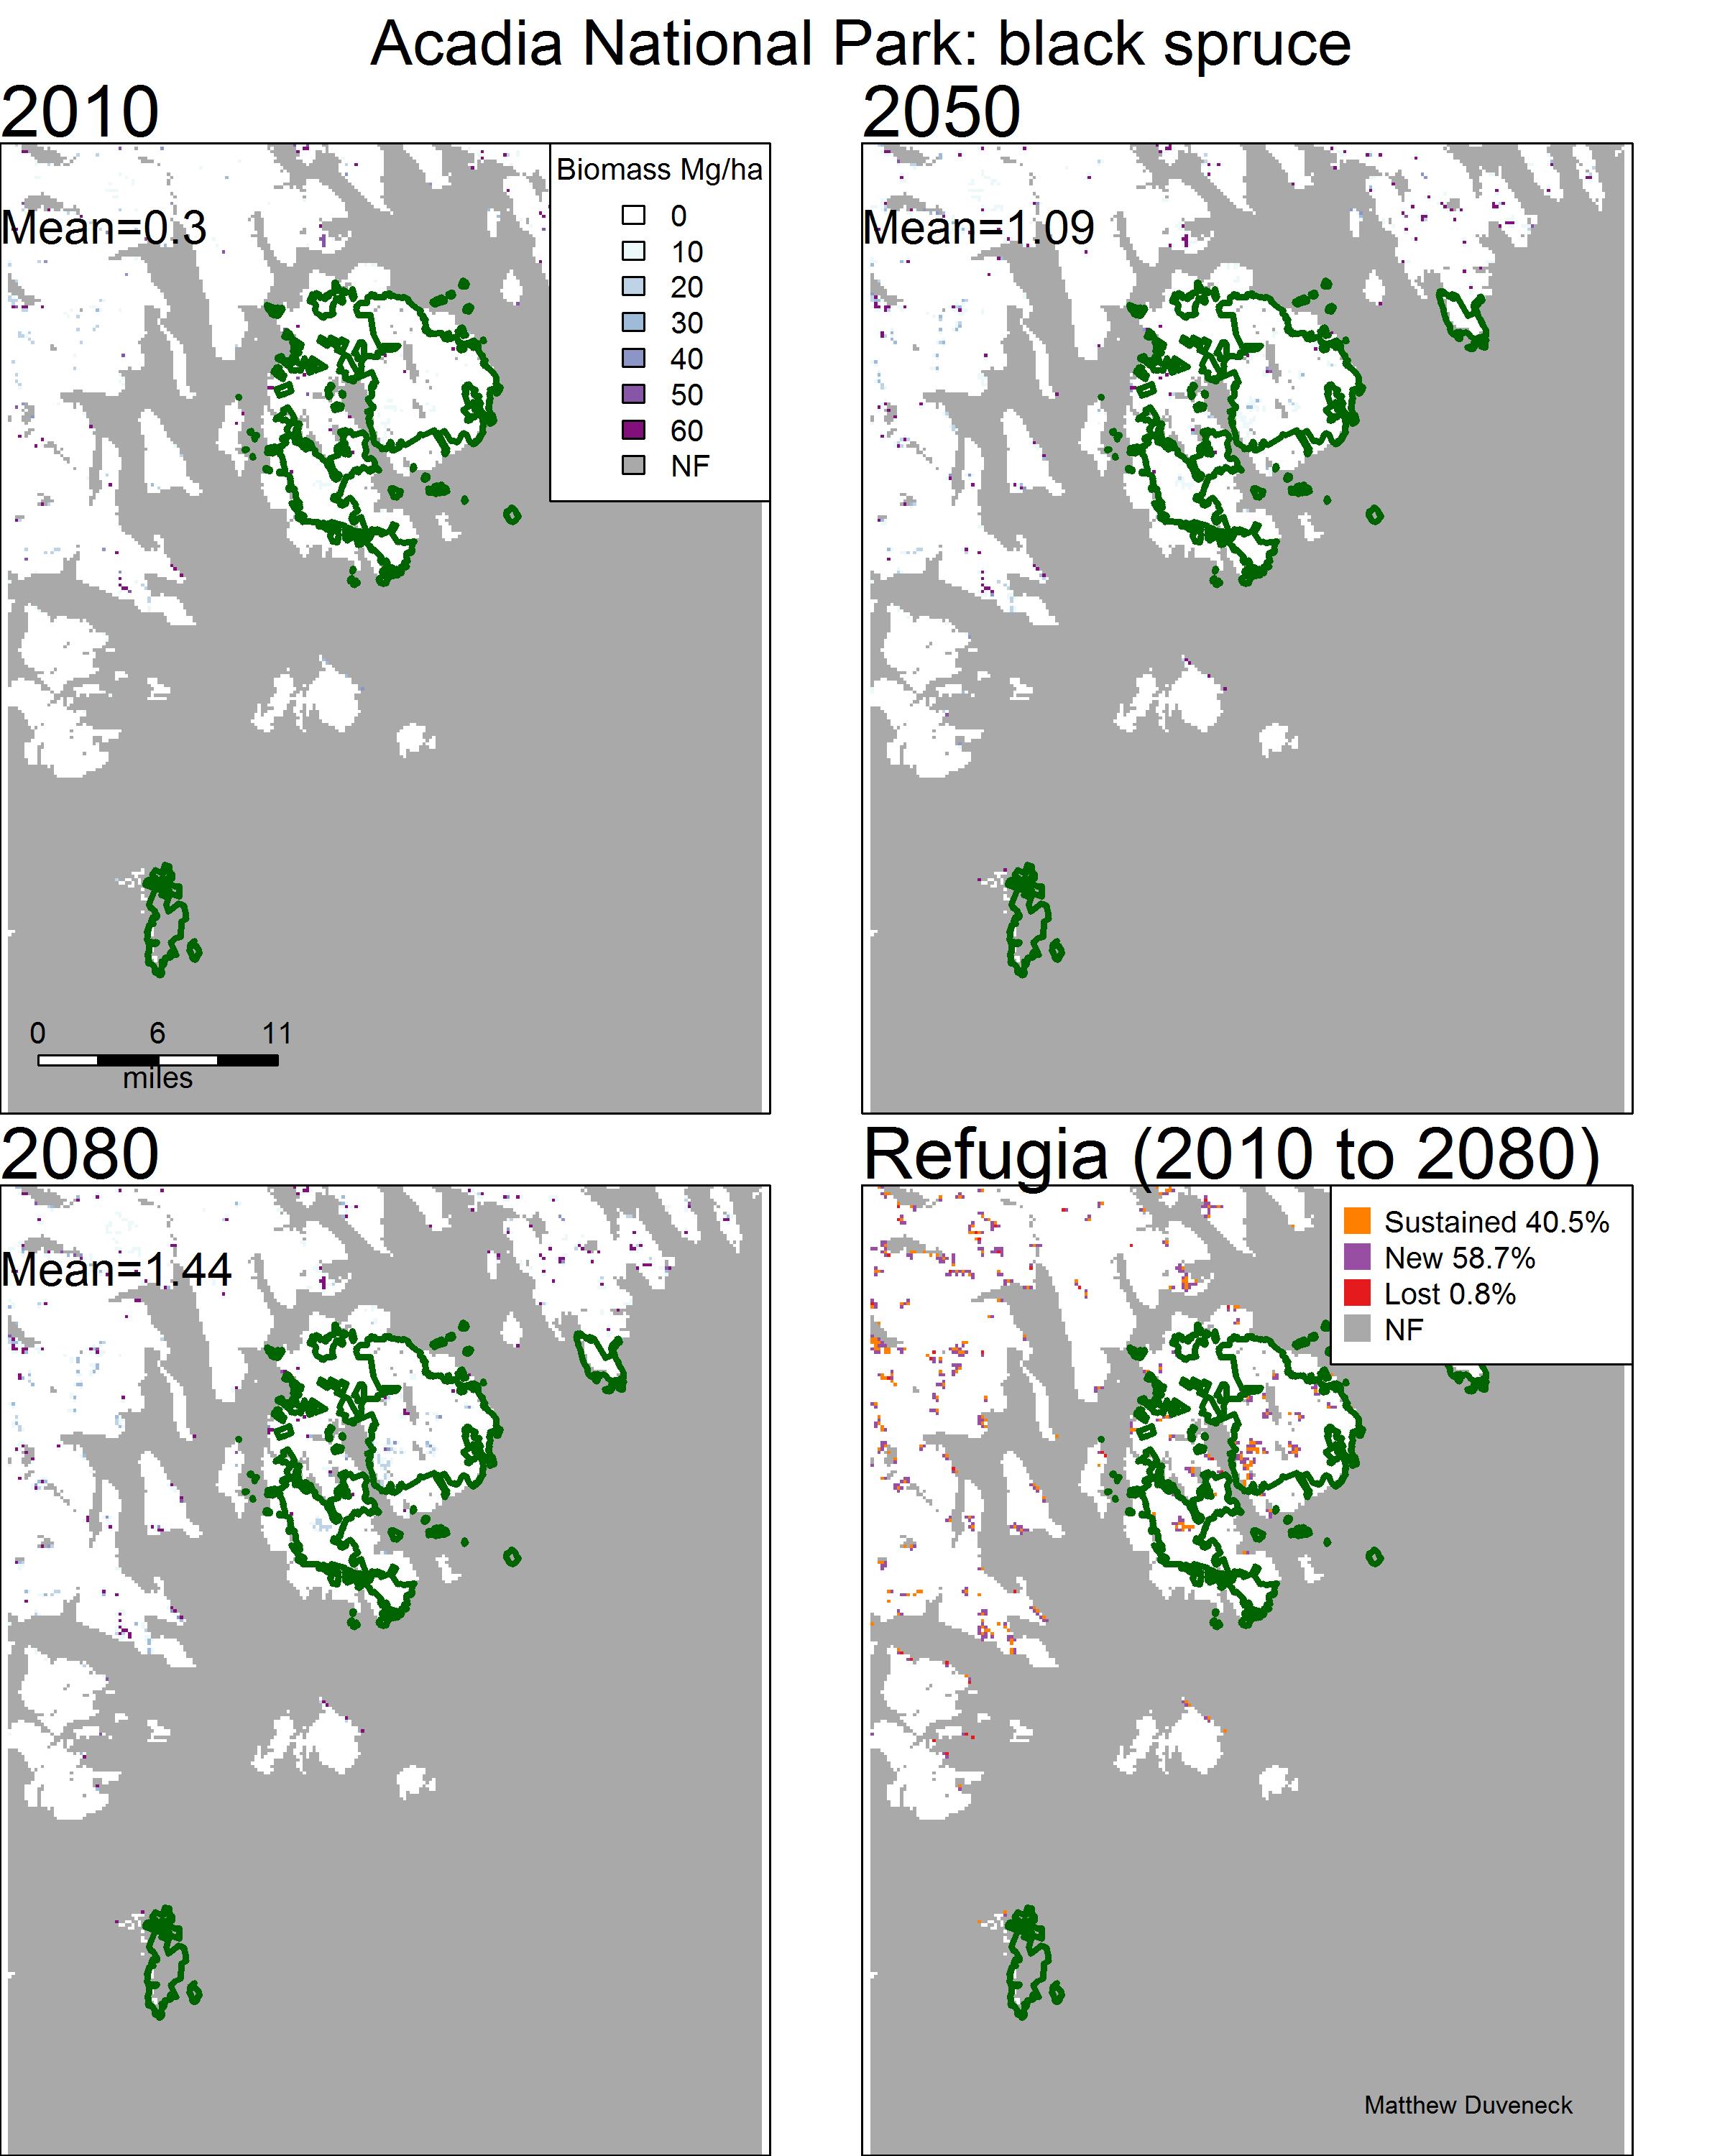 Acadia National Park: black spruce
2010
2050
Biomass Mg/ha
0
10
20
30
40
50
60
NF
Mean=0.3
Mean=1.09
0 6 11
miles
2080
Refugia (2010 to 2080)
Mean=1.44
Sustained 40.5%
New 58.7%
Lost 0.8%
NF
Matthew Duveneck